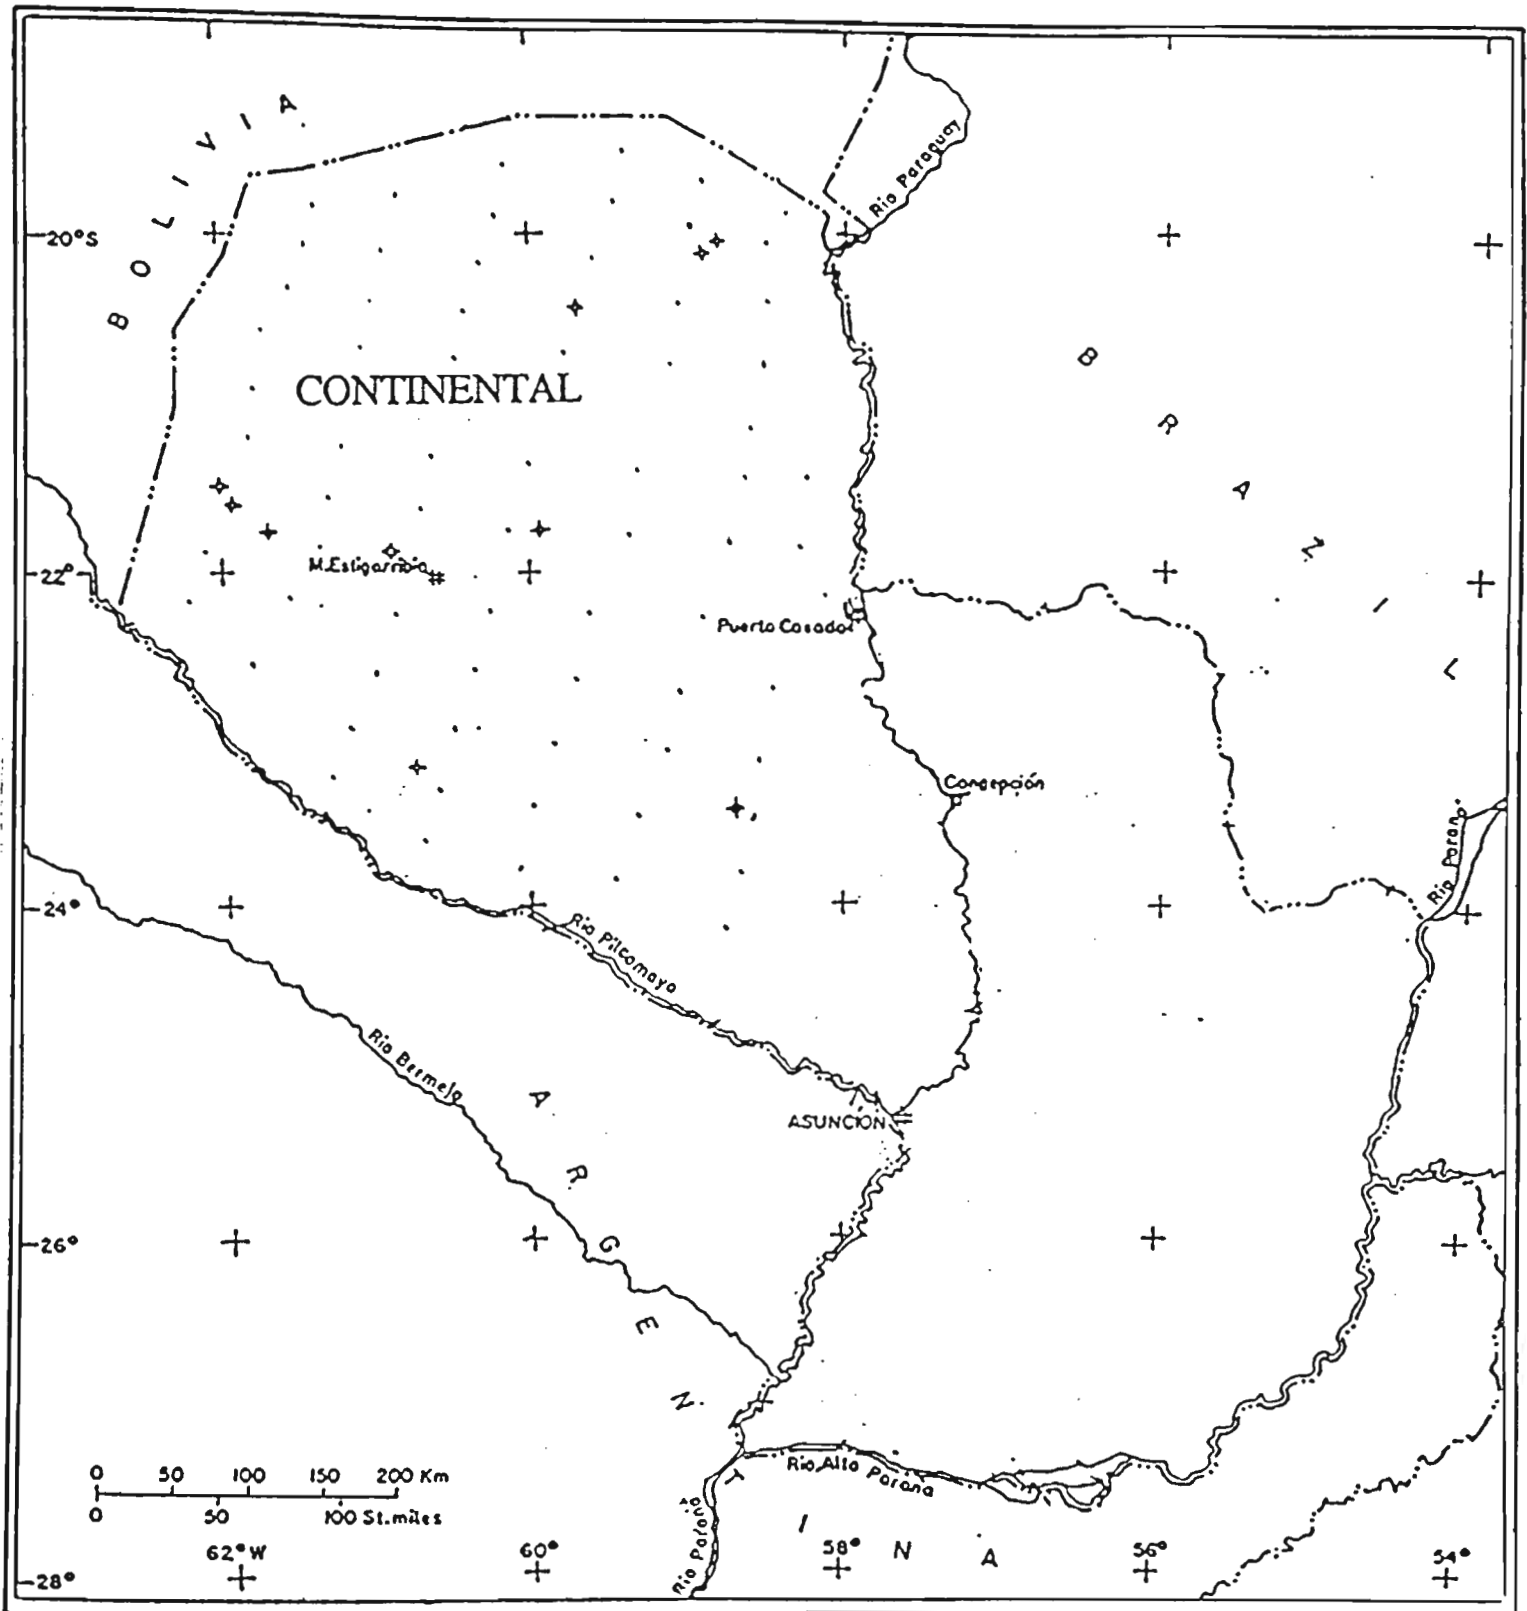 BOLIVIA
Rio Paraguay
20°S
CONTINENTAL
BRAZIL
M.Estigarribia
22°
Puerto Casado
Concepción
Rio Paraná
24°
Rio Pilcomayo
Rio Bermejo
ASUNCION
ARGENTINA
26°
Rio Alto Parana
Rio Paraná
0 50 100 150 200 Km
0 50 100 St.miles
62°W 60° 58° 56° 54°
28°